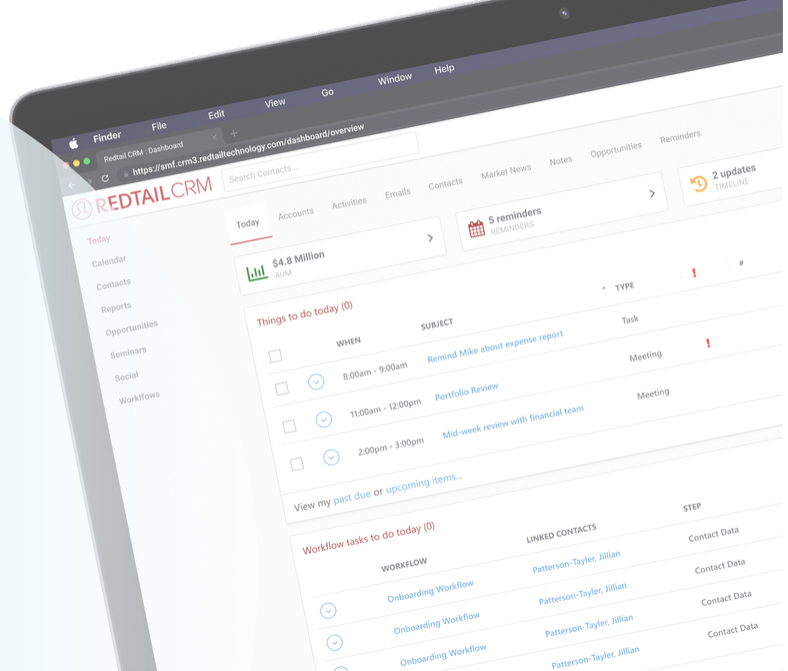 Finder File Edit View Go Window Help
Redtail CRM : Dashboard
https://smf.crm3.redtailtechnology.com/dashboard/overview
REDTAILCRM
Search Contacts...
Today Accounts Activities Emails Contacts Market News Notes Opportunities Reminders
Today
Calendar
Contacts
Reports
Opportunities
Seminars
Social
Workflows
$4.8 Million
AUM
5 reminders
REMINDERS
2 updates
TIMELINE
Things to do today (0)
WHEN SUBJECT TYPE ! #
8:00am - 9:00am Remind Mike about expense report Task
11:00am - 12:00pm Portfolio Review Meeting !
2:00pm - 3:00pm Mid-week review with financial team Meeting
View my past due or upcoming items...
Workflow tasks to do today (0)
WORKFLOW LINKED CONTACTS STEP
Onboarding Workflow Patterson-Tayler, Jillian Contact Data
Onboarding Workflow Patterson-Tayler, Jillian Contact Data
Onboarding Workflow Patterson-Tayler, Jillian Contact Data
Patterson-Tayler, Jillian Contact Data